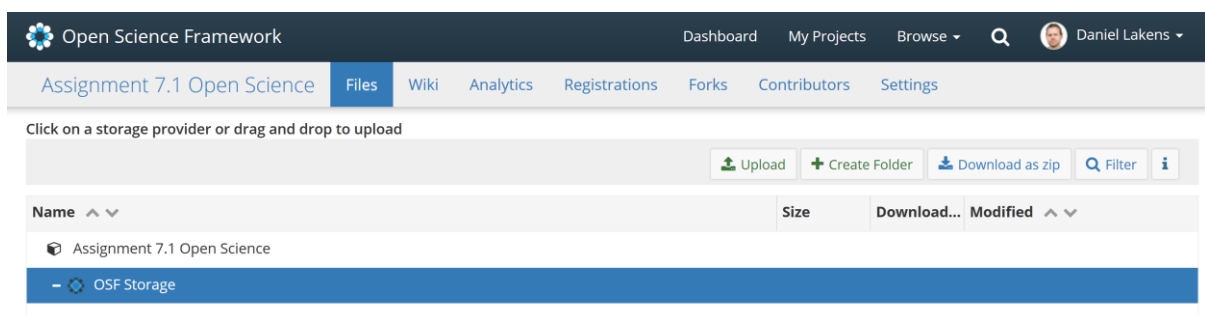 Open Science Framework Dashboard My Projects Browse Daniel Lakens
Assignment 7.1 Open Science Files Wiki Analytics Registrations Forks Contributors Settings
Click on a storage provider or drag and drop to upload
Upload + Create Folder Download as zip Filter i
Name Size Download... Modified
Assignment 7.1 Open Science
– OSF Storage